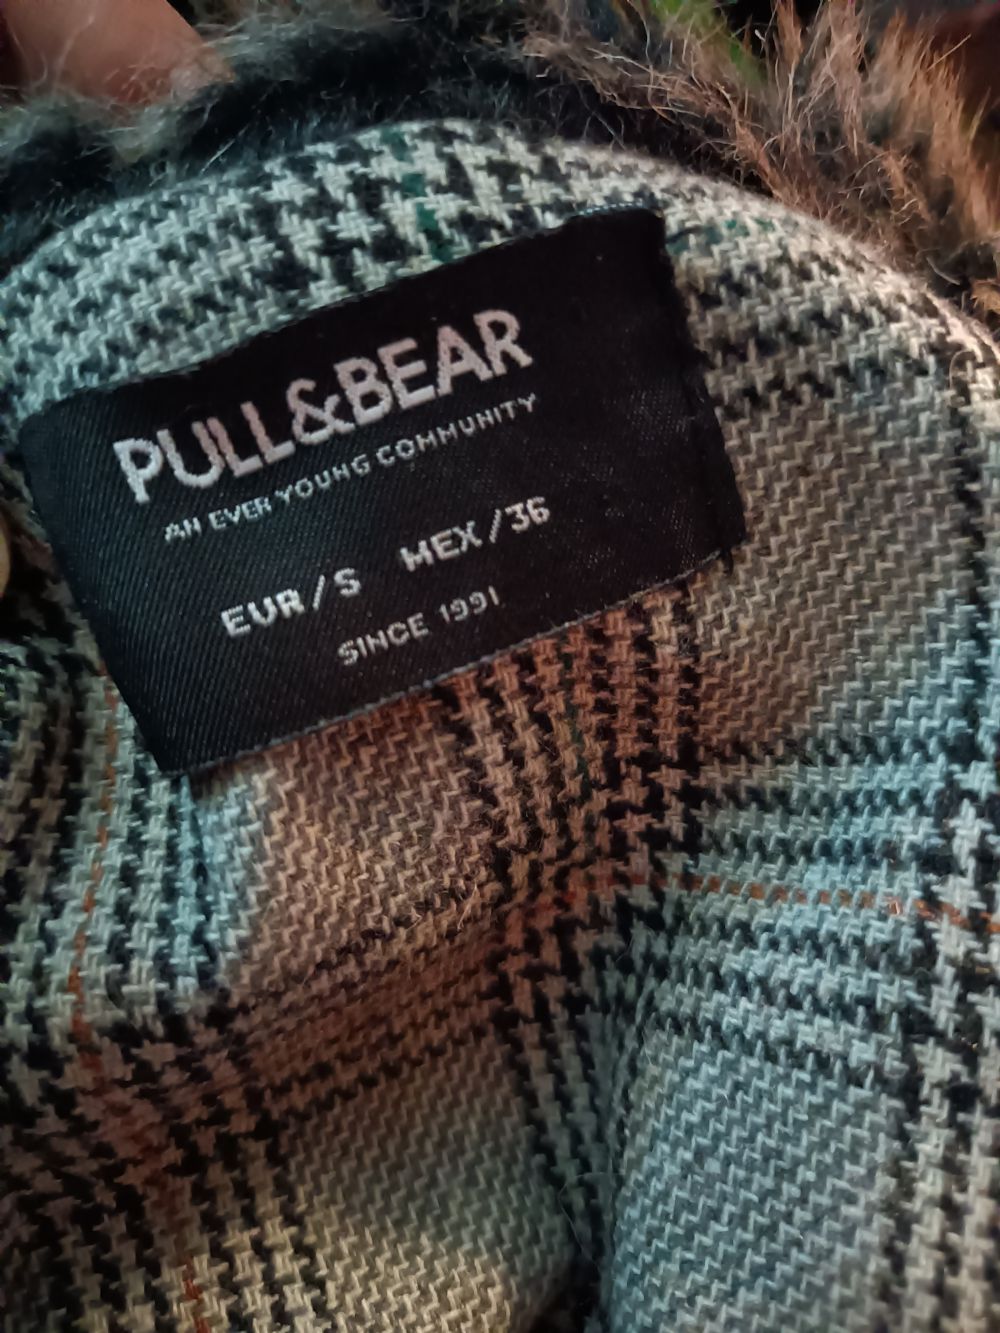 PULL&BEAR
AN EVER YOUNG COMMUNITY
EUR/S MEX/36
SINCE 1991